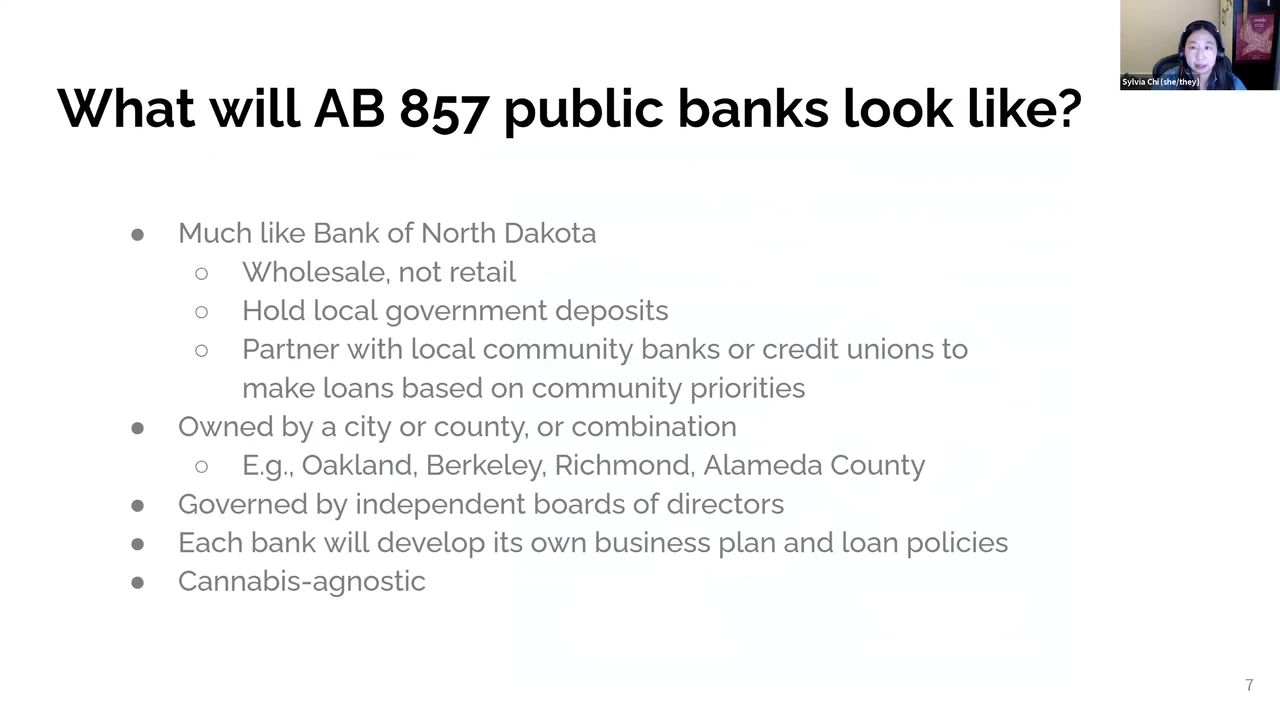 Sylvia Chi (she/they)
What will AB 857 public banks look like?
● Much like Bank of North Dakota
○ Wholesale, not retail
○ Hold local government deposits
○ Partner with local community banks or credit unions to
make loans based on community priorities
● Owned by a city or county, or combination
○ E.g., Oakland, Berkeley, Richmond, Alameda County
● Governed by independent boards of directors
● Each bank will develop its own business plan and loan policies
● Cannabis-agnostic
7